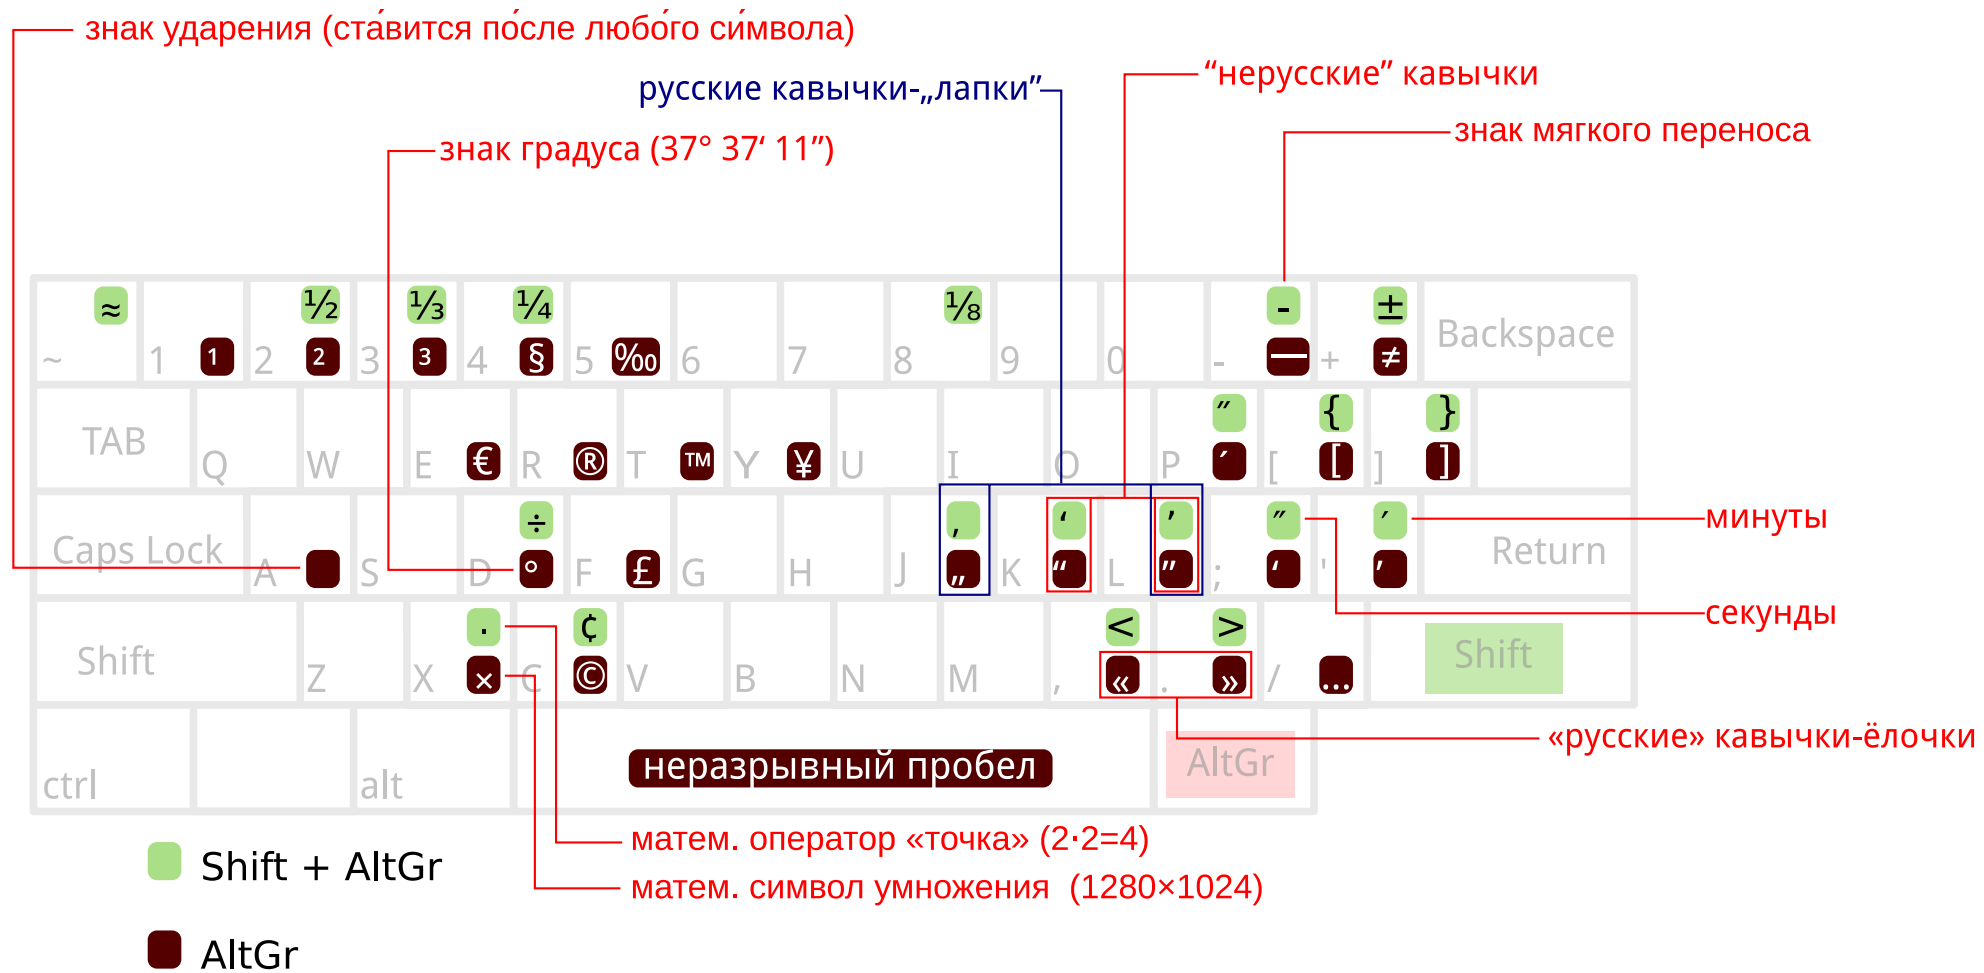 знак ударения (ста́вится по́сле любо́го си́мвола)
“нерусские” кавычки
русские кавычки-„лапки”
знак мягкого переноса
знак градуса (37° 37‘ 11”)
≈ ½ ⅓ ¼ ⅛ - ±
~ 1 ¹ 2 ² 3 ³ 4 § 5 ‰ 6 7 8 9 0 - — + ≠ Backspace
″ { }
TAB Q W E € R ® T ™ Y ¥ U I O P ′ [ [ ] ]
÷ , ‘ ’ ″ ′
минуты
Caps Lock A S D ° F £ G H J „ K “ L ” ; ‘ ' ’ Return
секунды
· ¢ < >
Shift Z X × C © V B N M , « . » / … Shift
«русские» кавычки-ёлочки
ctrl alt неразрывный пробел AltGr
матем. оператор «точка» (2·2=4)
Shift + AltGr
матем. символ умножения (1280×1024)
AltGr